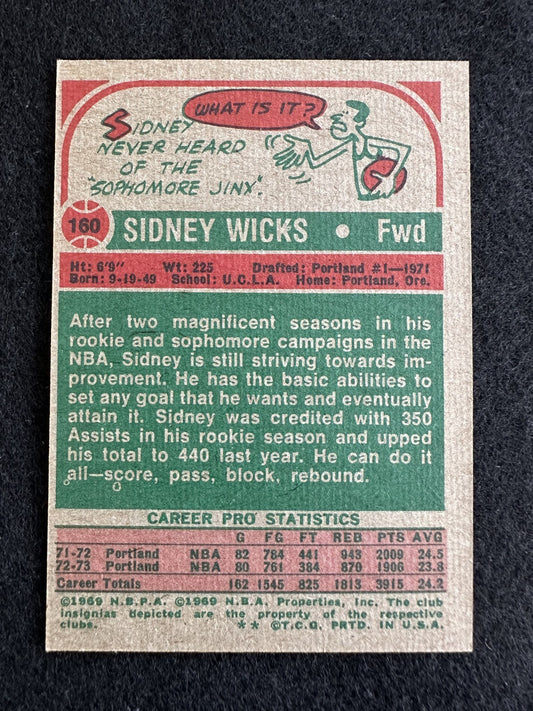 WHAT IS IT?
SIDNEY
NEVER HEARD
OF THE
"SOPHOMORE JINX".
160 SIDNEY WICKS • Fwd
Ht: 6'9" Wt: 225 Drafted: Portland #1—1971
Born: 9-19-49 School: U.C.L.A. Home: Portland, Ore.
After two magnificent seasons in his
rookie and sophomore campaigns in the
NBA, Sidney is still striving towards im-
provement. He has the basic abilities to
set any goal that he wants and eventually
attain it. Sidney was credited with 350
Assists in his rookie season and upped
his total to 440 last year. He can do it
all—score, pass, block, rebound.
CAREER PRO STATISTICS
G FG FT REB PTS AVG
71-72 Portland NBA 82 784 441 943 2009 24.5
72-73 Portland NBA 80 761 384 870 1906 23.8
Career Totals 162 1545 825 1813 3915 24.2
©1969 N.B.P.A. ©1969 N.B.A. Properties, Inc. The club
insignias depicted are the property of the respective
clubs. ** ©T.C.G. PRTD. IN U.S.A.